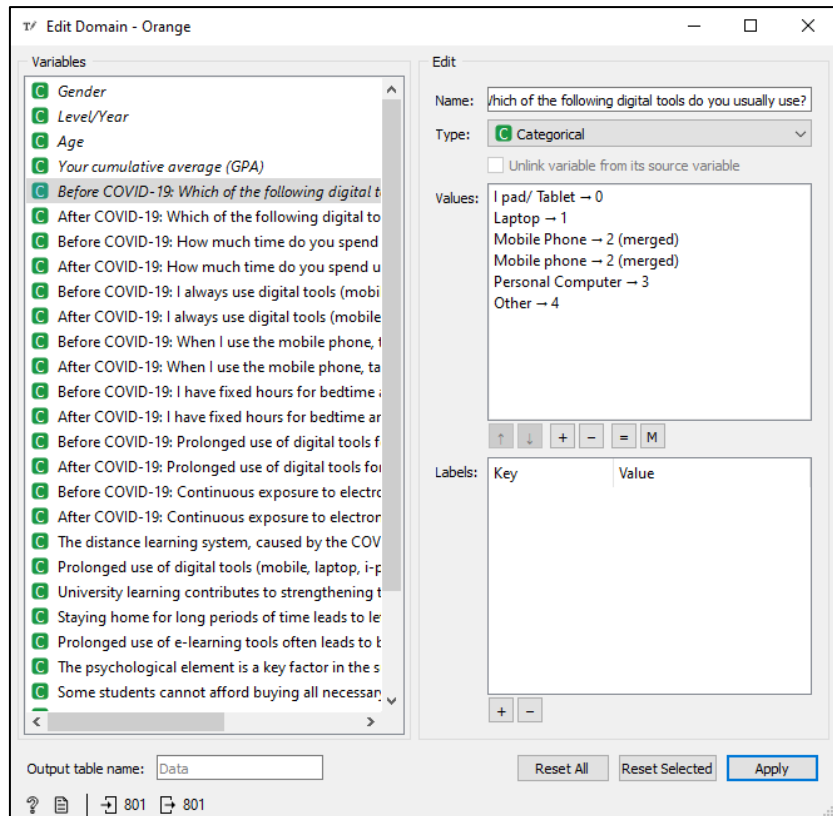 Edit Domain - Orange
Variables
C Gender
C Level/Year
C Age
C Your cumulative average (GPA)
C Before COVID-19: Which of the following digital t
C After COVID-19: Which of the following digital to
C Before COVID-19: How much time do you spend
C After COVID-19: How much time do you spend u
C Before COVID-19: I always use digital tools (mobi
C After COVID-19: I always use digital tools (mobile
C Before COVID-19: When I use the mobile phone, t
C After COVID-19: When I use the mobile phone, ta
C Before COVID-19: I have fixed hours for bedtime a
C After COVID-19: I have fixed hours for bedtime ar
C Before COVID-19: Prolonged use of digital tools f
C After COVID-19: Prolonged use of digital tools for
C Before COVID-19: Continuous exposure to electro
C After COVID-19: Continuous exposure to electron
C The distance learning system, caused by the COV
C Prolonged use of digital tools (mobile, laptop, i-p
C University learning contributes to strengthening t
C Staying home for long periods of time leads to le
C Prolonged use of e-learning tools often leads to b
C The psychological element is a key factor in the s
C Some students cannot afford buying all necessary
Edit
Name: Which of the following digital tools do you usually use?
Type: C Categorical
Unlink variable from its source variable
Values:
I pad/ Tablet → 0
Laptop → 1
Mobile Phone → 2 (merged)
Mobile phone → 2 (merged)
Personal Computer → 3
Other → 4
↑ ↓ + − = M
Labels: Key Value
+ −
Output table name: Data
Reset All Reset Selected Apply
? 801 801